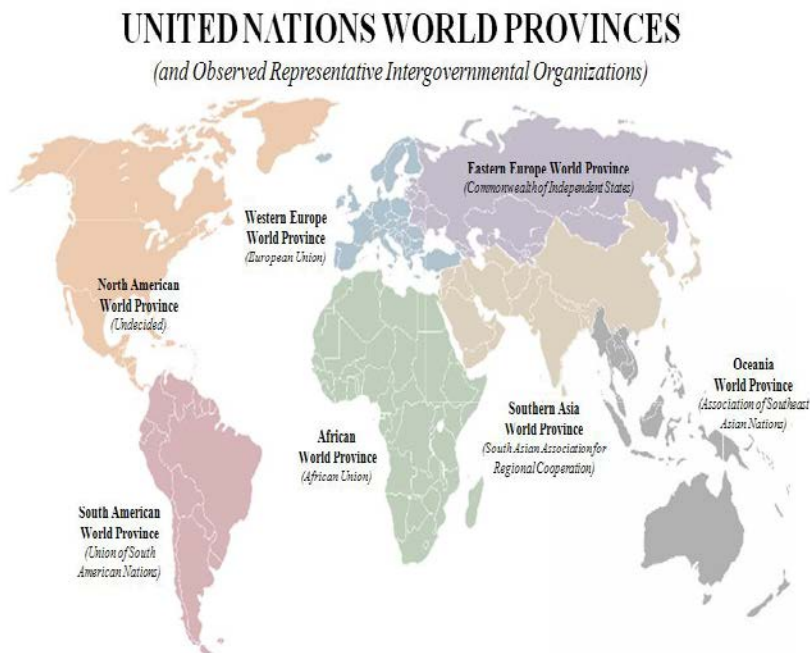 UNITED NATIONS WORLD PROVINCES
(and Observed Representative Intergovernmental Organizations)
Eastern Europe World Province
(Commonwealth of Independent States)
Western Europe
World Province
(European Union)
North American
World Province
(Undecided)
Oceania
World Province
(Association of Southeast
Asian Nations)
Southern Asia
World Province
(South Asian Association for
Regional Cooperation)
African
World Province
(African Union)
South American
World Province
(Union of South
American Nations)